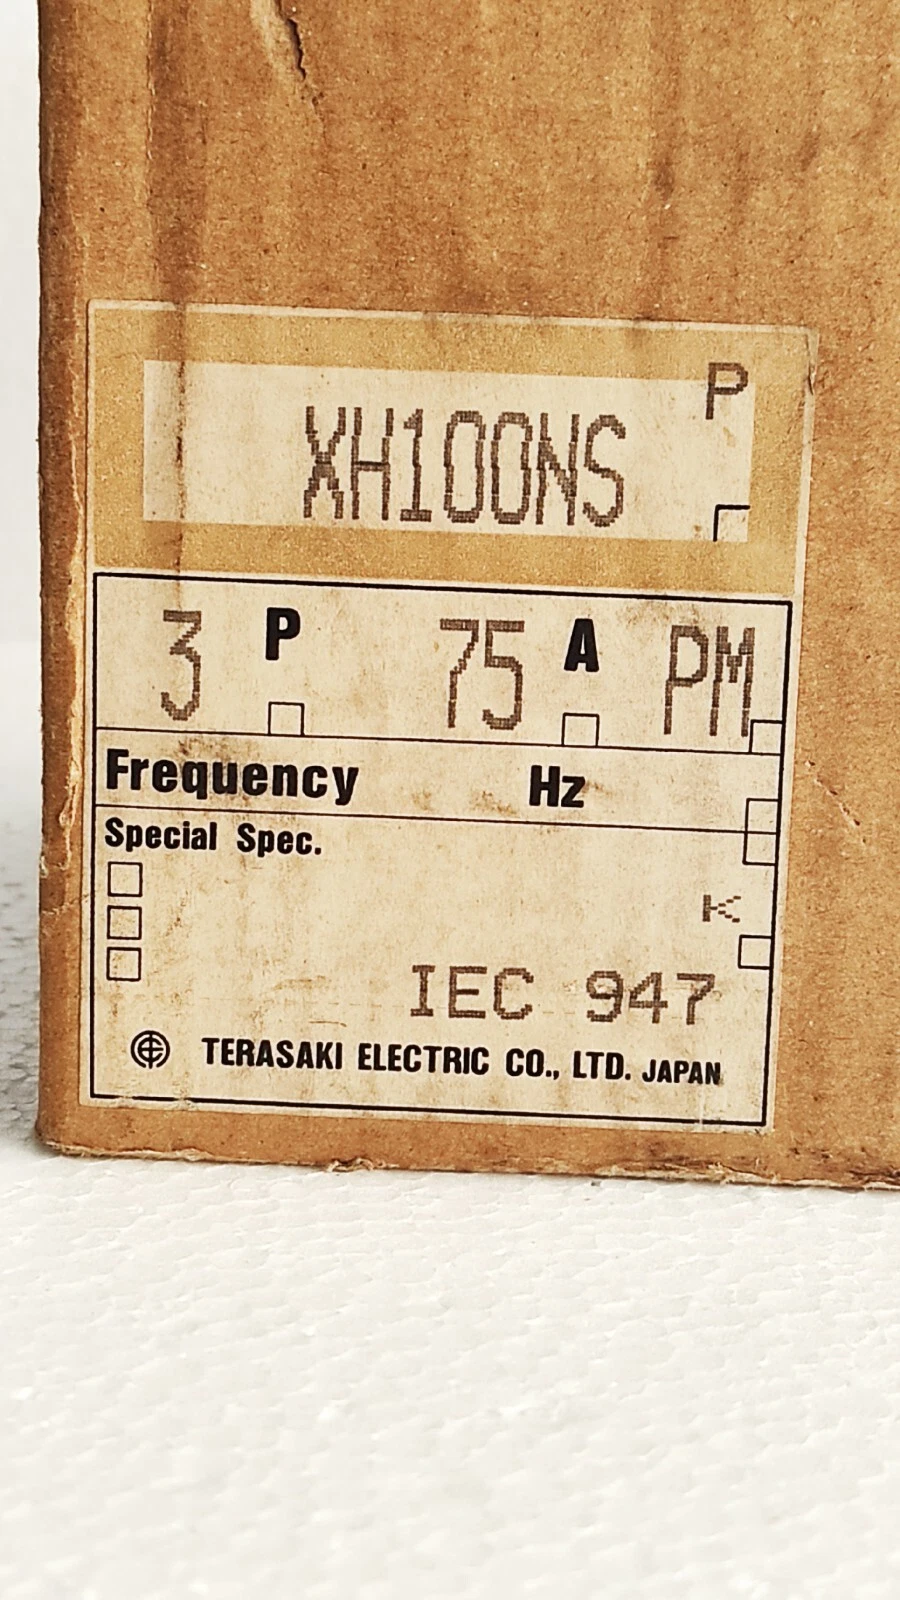 P
XH100NS
3 P 75 A PM
Frequency Hz
Special Spec.
K
IEC 947
TERASAKI ELECTRIC CO., LTD. JAPAN